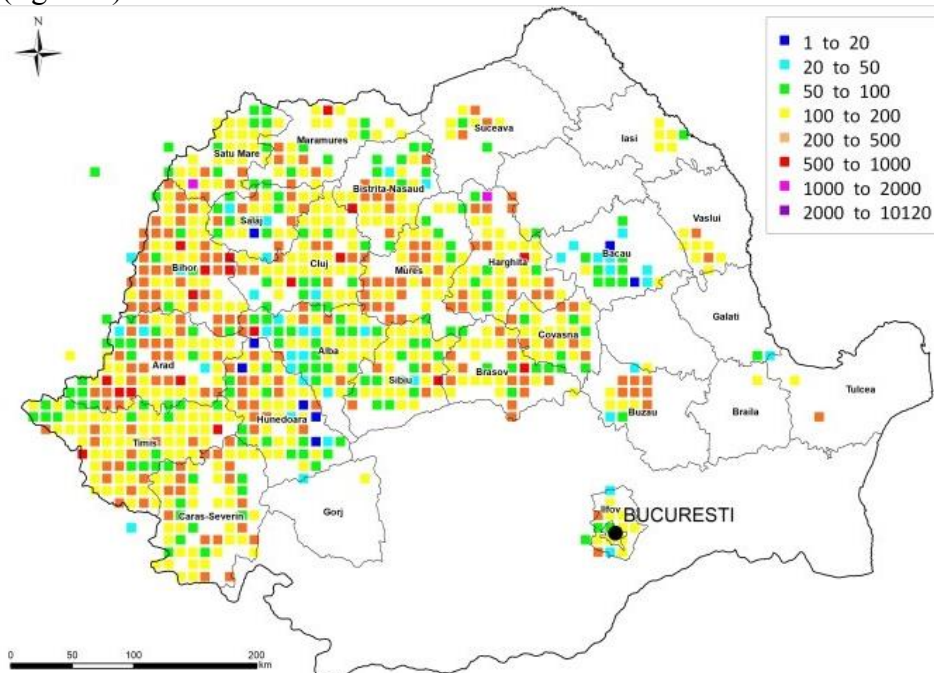 N
1 to 20
20 to 50
50 to 100
100 to 200
200 to 500
500 to 1000
1000 to 2000
2000 to 10120
Suceava
Iasi
Maramures
Satu Mare
Bistrita-Nasaud
Salaj
Vaslui
Bacau
Bihor
Cluj
Mures
Harghita
Galati
Covasna
Alba
Arad
Brasov
Sibiu
Tulcea
Buzau
Braila
Hunedoara
Timis
Gorj
Caras-Severin
Ilfov
BUCURESTI
0 50 100 200
km